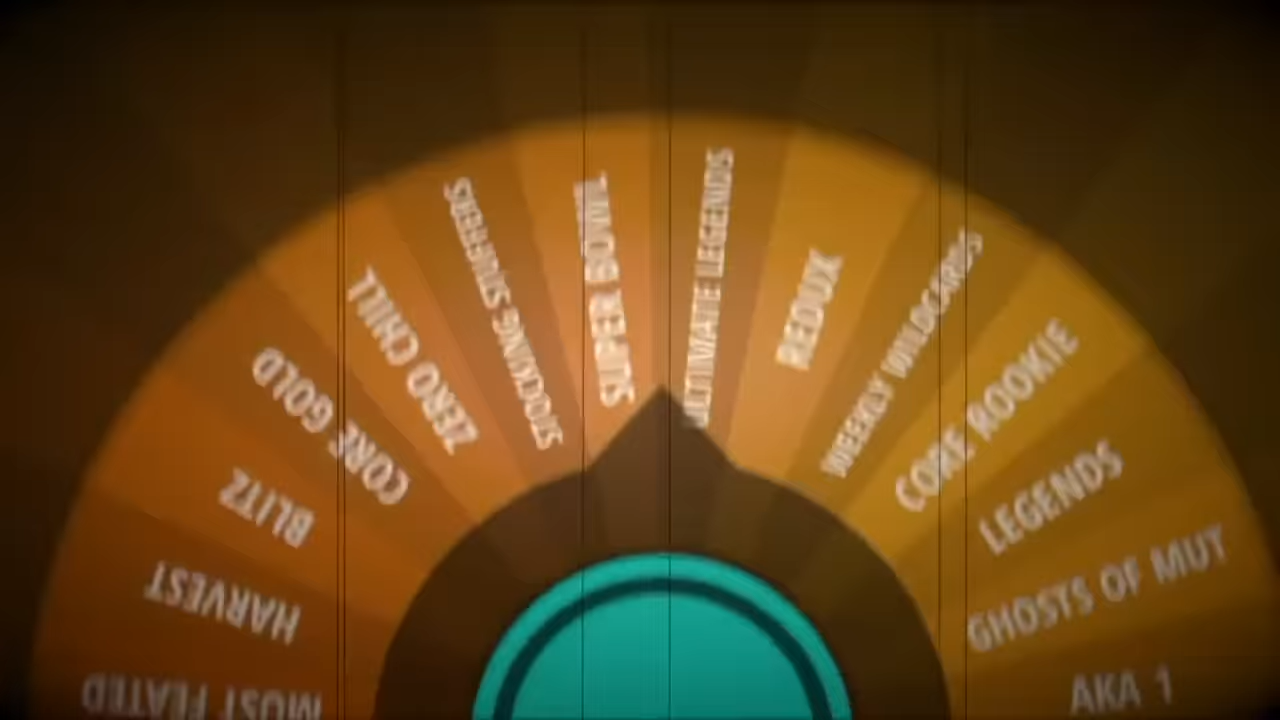 MOST FEATED
HARVEST
BLITZ
CORE GOLD
ZERO CHILL
STOCKING STUFFERS
SUPER BOWL
ULTIMATE LEGENDS
REDUX
WEEKLY WILDCARDS
CORE ROOKIE
LEGENDS
GHOSTS OF MUT
AKA 1